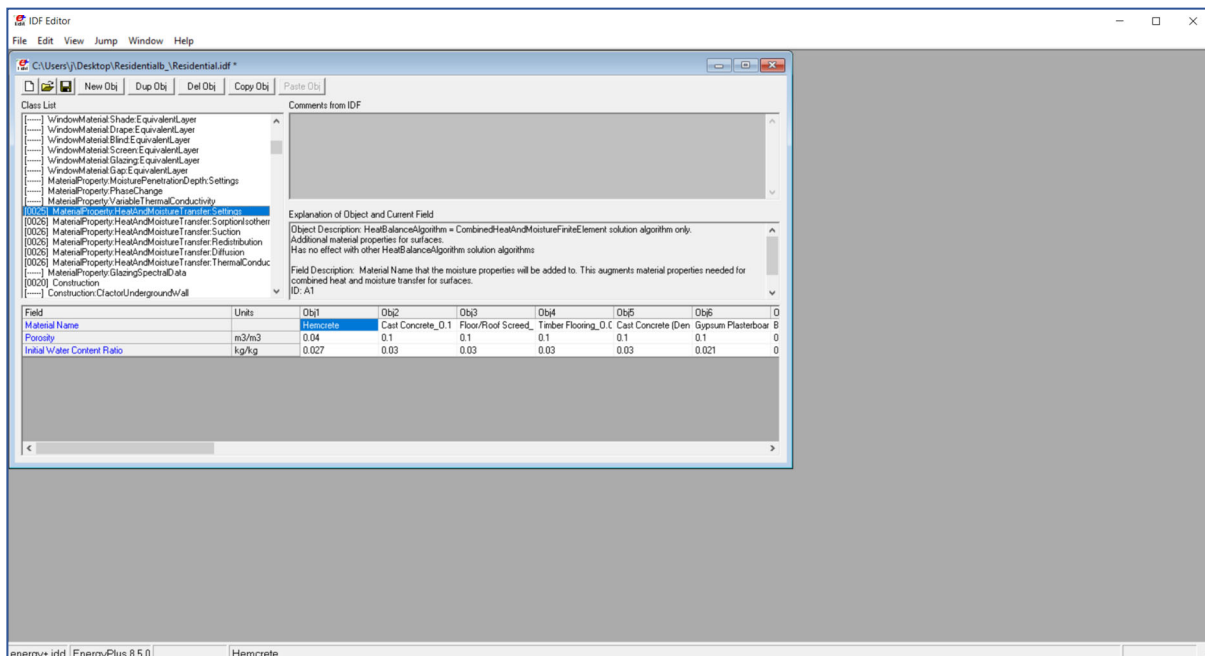 IDF Editor
File Edit View Jump Window Help
C:\Users\j\Desktop\Residentialb_\Residential.idf *
New Obj Dup Obj Del Obj Copy Obj Paste Obj
Class List
Comments from IDF
[------] WindowMaterial:Shade:EquivalentLayer
[------] WindowMaterial:Drape:EquivalentLayer
[------] WindowMaterial:Blind:EquivalentLayer
[------] WindowMaterial:Screen:EquivalentLayer
[------] WindowMaterial:Glazing:EquivalentLayer
[------] WindowMaterial:Gap:EquivalentLayer
[------] MaterialProperty:MoisturePenetrationDepth:Settings
[------] MaterialProperty:PhaseChange
[------] MaterialProperty:VariableThermalConductivity
[0025] MaterialProperty:HeatAndMoistureTransfer:Settings
[0026] MaterialProperty:HeatAndMoistureTransfer:SorptionIsotherm
[0026] MaterialProperty:HeatAndMoistureTransfer:Suction
[0026] MaterialProperty:HeatAndMoistureTransfer:Redistribution
[0026] MaterialProperty:HeatAndMoistureTransfer:Diffusion
[0026] MaterialProperty:HeatAndMoistureTransfer:ThermalConduc
[------] MaterialProperty:GlazingSpectralData
[0020] Construction
[------] Construction:CfactorUndergroundWall
Explanation of Object and Current Field
Object Description: HeatBalanceAlgorithm = CombinedHeatAndMoistureFiniteElement solution algorithm only.
Additional material properties for surfaces.
Has no effect with other HeatBalanceAlgorithm solution algorithms
Field Description: Material Name that the moisture properties will be added to. This augments material properties needed for
combined heat and moisture transfer for surfaces.
ID: A1
Field Units Obj1 Obj2 Obj3 Obj4 Obj5 Obj6 O
Material Name Hemcrete Cast Concrete_O.1 Floor/Roof Screed_ Timber Flooring_O.C Cast Concrete (Den Gypsum Plasterboar B
Porosity m3/m3 0.04 0.1 0.1 0.1 0.1 0.1 0
Initial Water Content Ratio kg/kg 0.027 0.03 0.03 0.03 0.03 0.021 0
energy+.idd EnergyPlus 8.5.0 Hemcrete